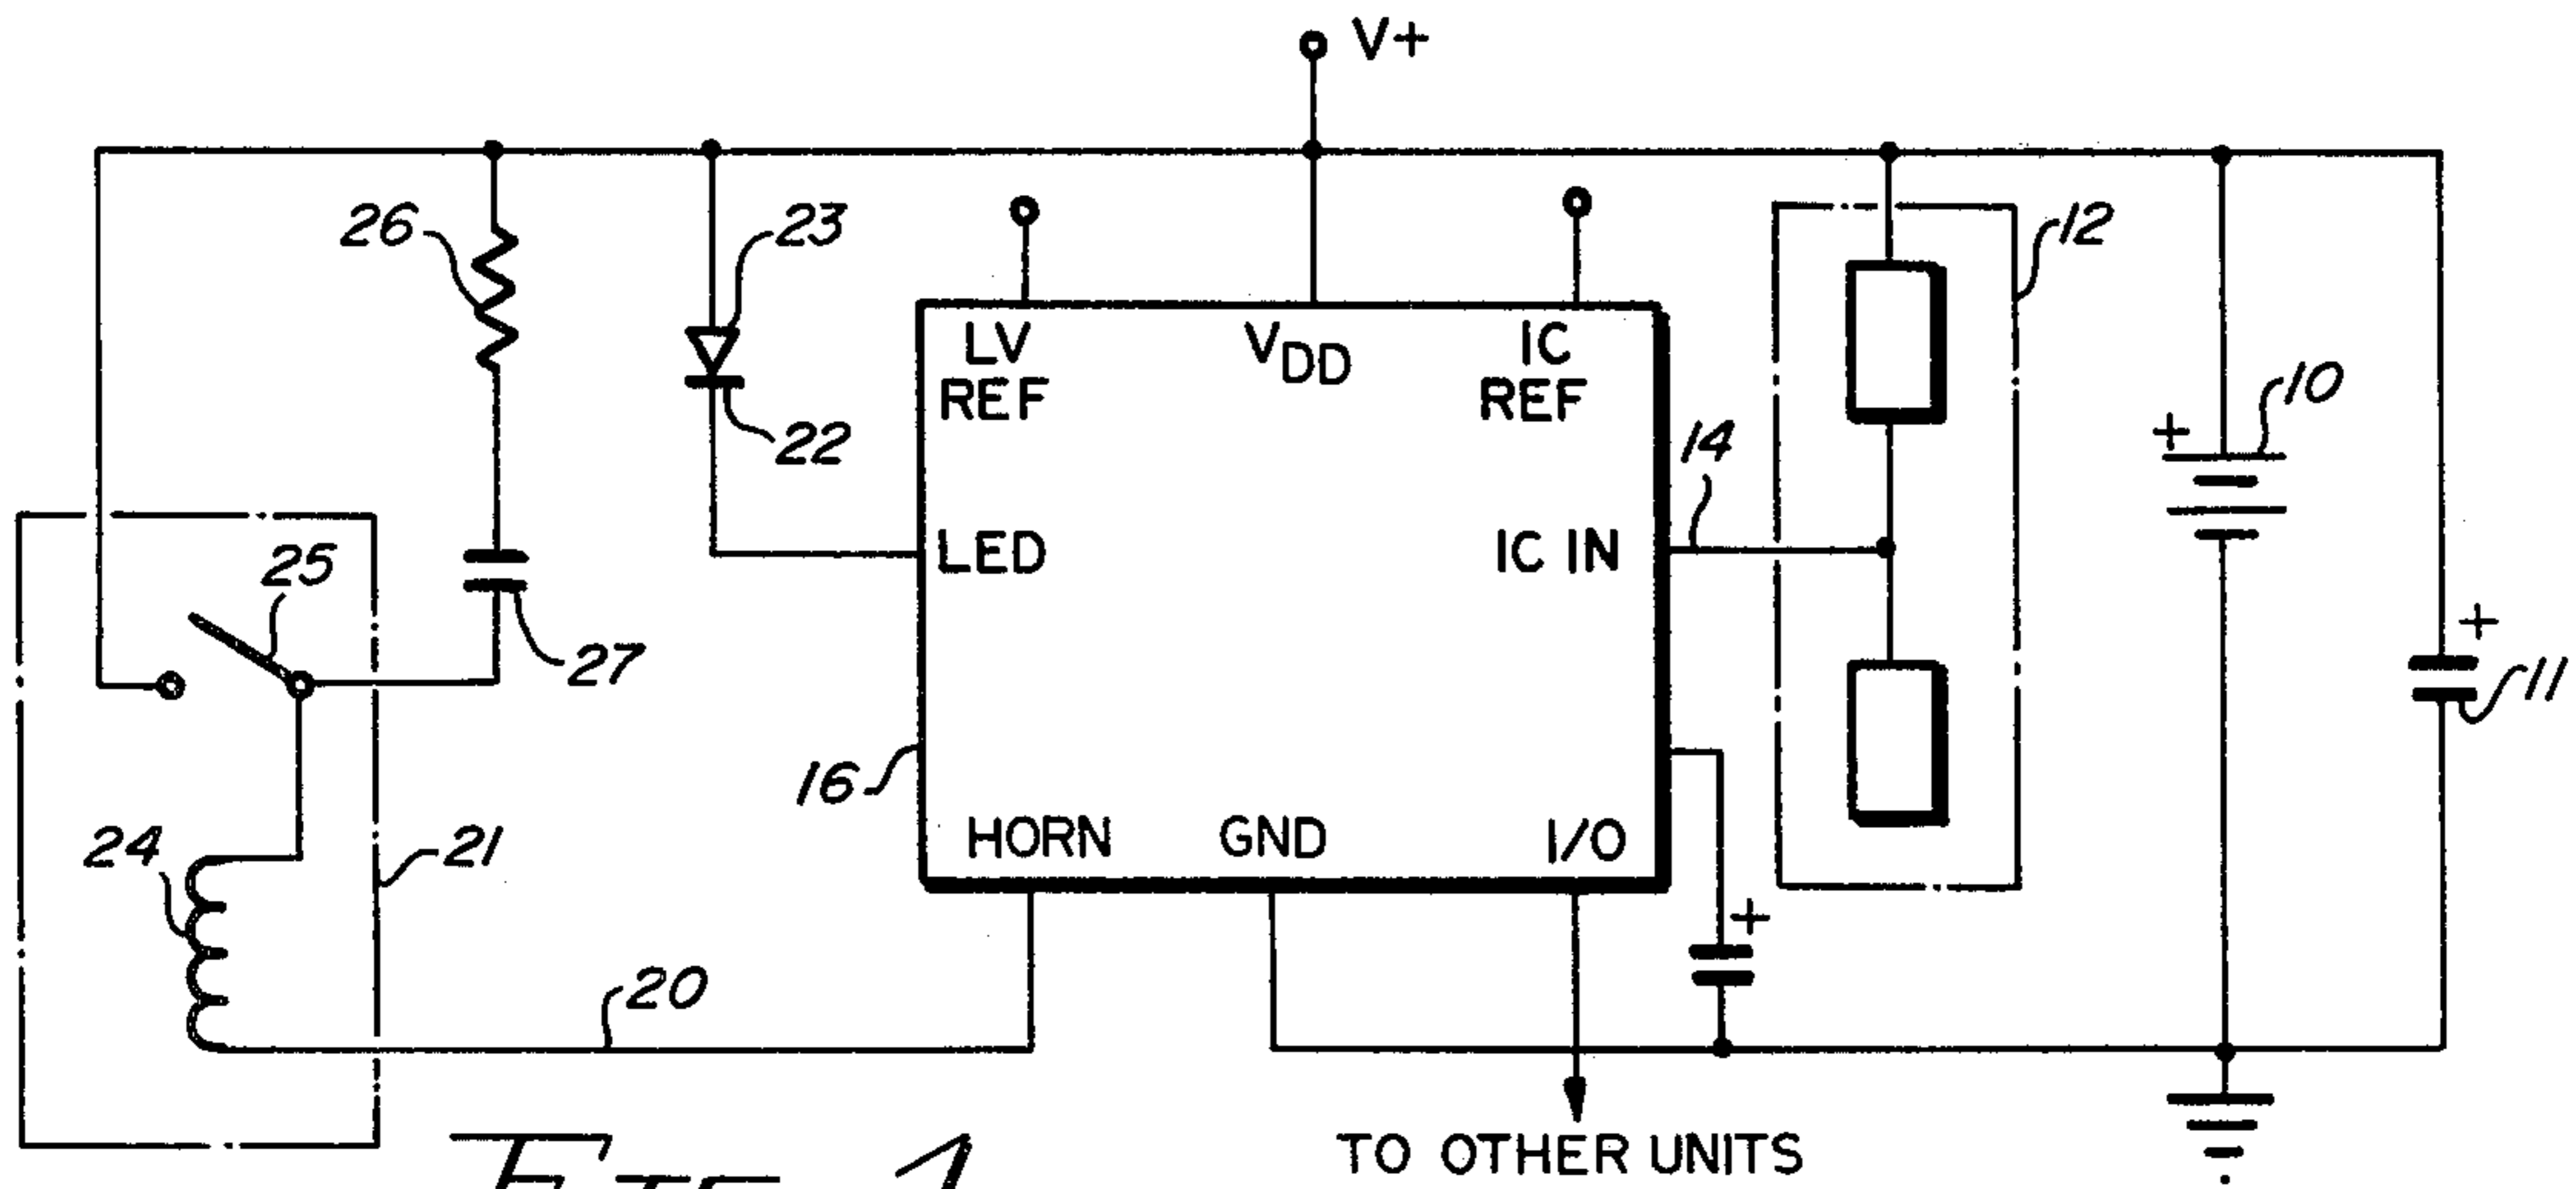 V+
26
23
12
LV
REF
VDD
IC
REF
10
+
22
14
LED
IC IN
25
27
+
11
16
24
21
HORN
GND
I/O
+
20
TO OTHER UNITS